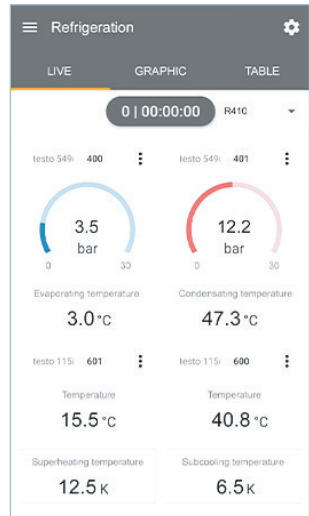 Refrigeration
LIVE GRAPHIC TABLE
0 | 00:00:00 R410
testo 549i 400 testo 549i 401
3.5 12.2
bar bar
0 30 0 30
Evaporating temperature Condensating temperature
3.0 °C 47.3 °C
testo 115i 601 testo 115i 600
Temperature Temperature
15.5 °C 40.8 °C
Superheating temperature Subcooling temperature
12.5 K 6.5 K